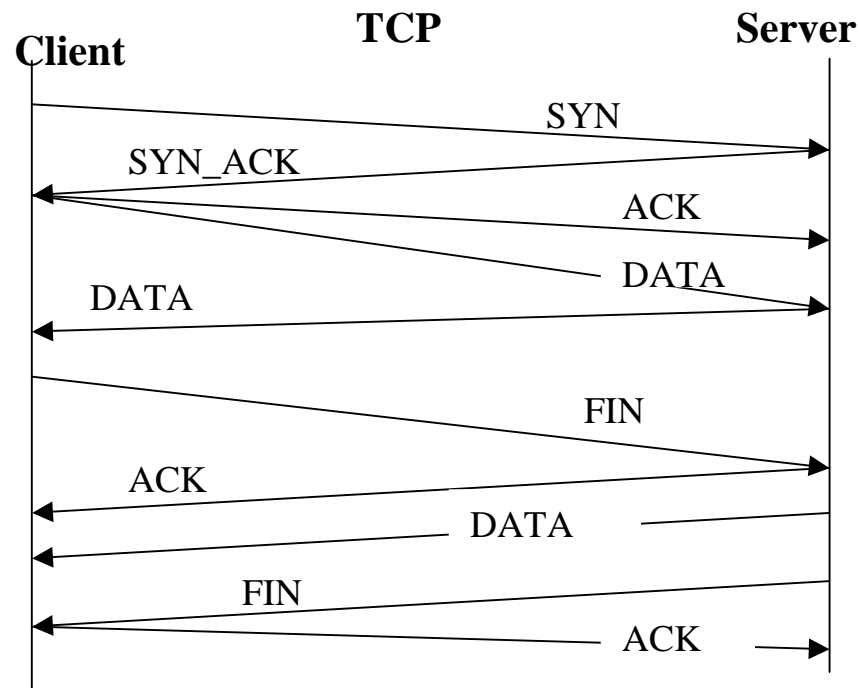 TCP
Client
Server
SYN
SYN_ACK
ACK
DATA
DATA
FIN
ACK
DATA
FIN
ACK